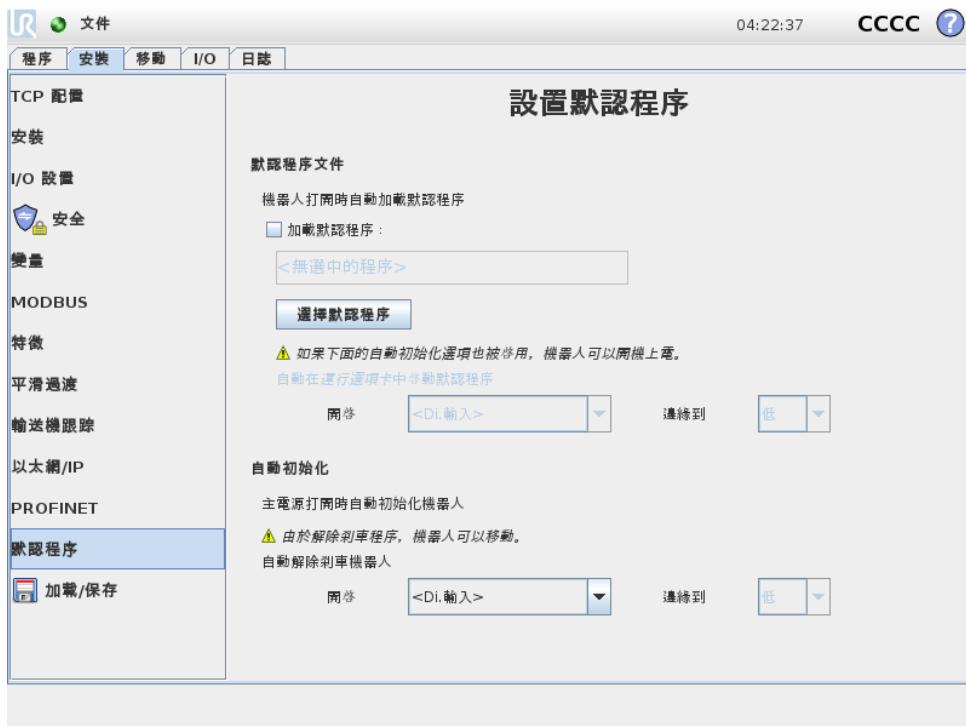 UR 文件 04:22:37 CCCC ?
程序 安裝 移動 I/O 日誌
TCP 配置
安裝
I/O 設置
安全
變量
MODBUS
特徵
平滑過渡
輸送機跟踪
以太網/IP
PROFINET
默認程序
加載/保存
設置默認程序
默認程序文件
機器人打開時自動加載默認程序
加載默認程序：
<無選中的程序>
選擇默認程序
如果下面的自動初始化選項也被啓用，機器人可以開機上電。
自動在運行選項卡中啓動默認程序
開啓 <Di.輸入> 邊緣到 低
自動初始化
主電源打開時自動初始化機器人
由於解除剎車程序，機器人可以移動。
自動解除剎車機器人
開啓 <Di.輸入> 邊緣到 低